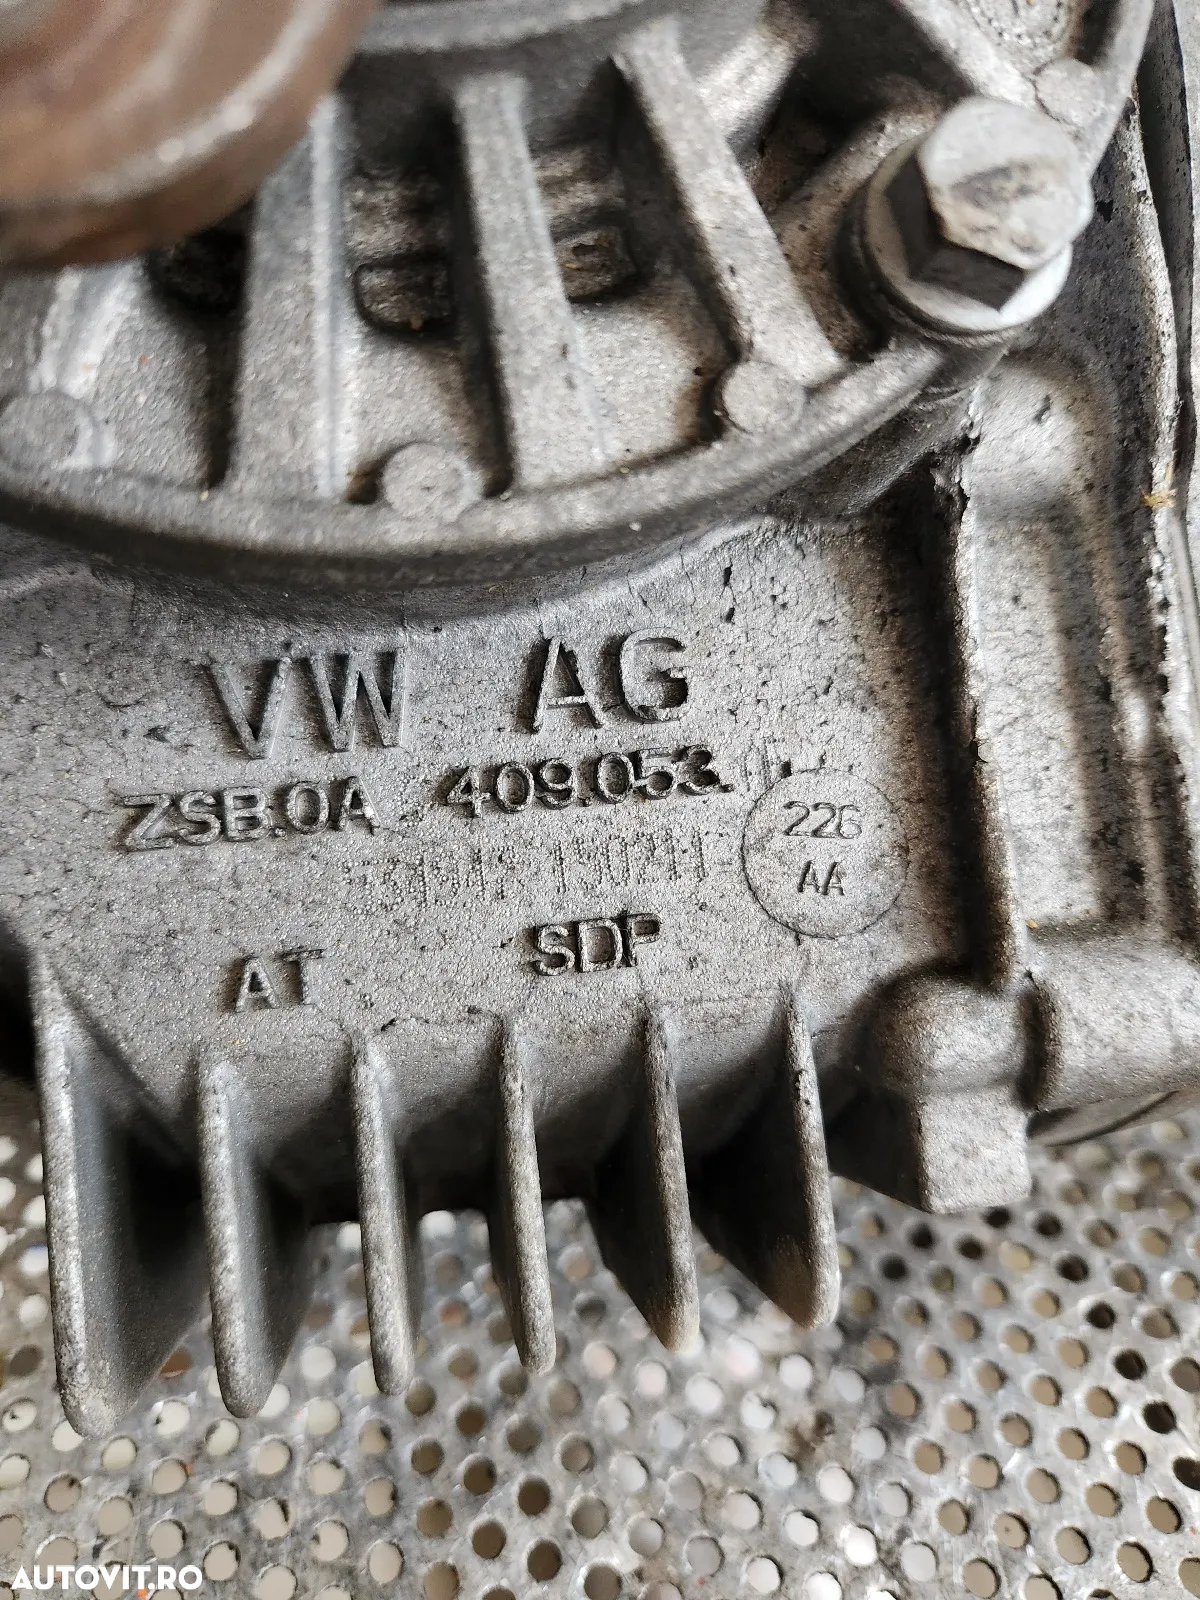 VW AG
ZSB.0A 409.053.
226
AA
AT SDP
AUTOVIT.RO